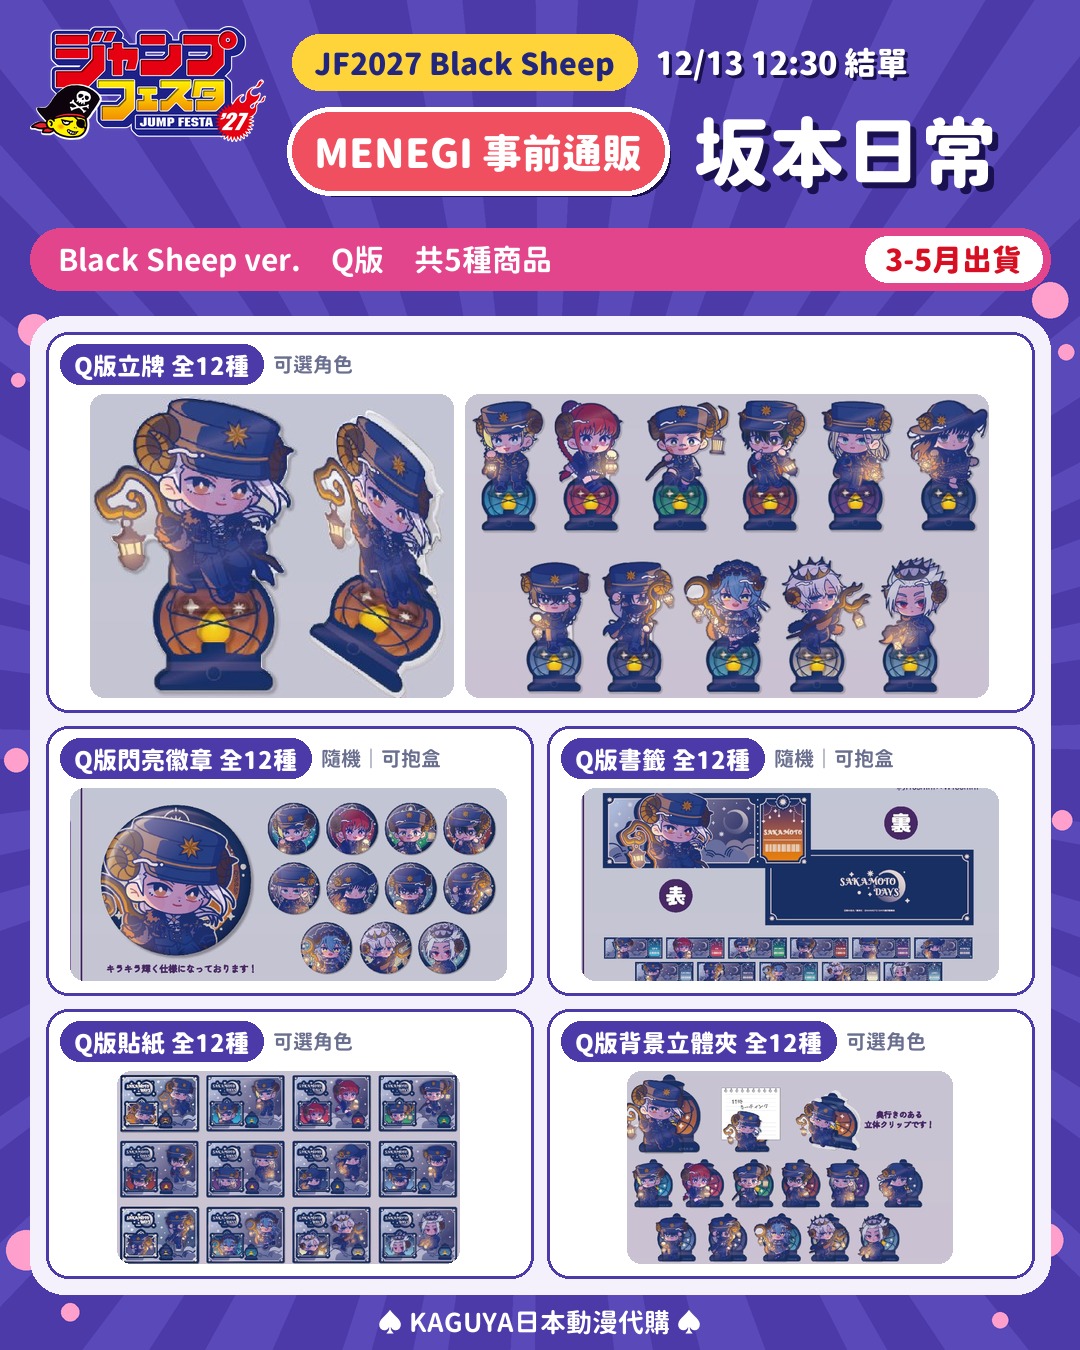 ジャンプ
フェスタ
JUMP FESTA '27
JF2027 Black Sheep
12/13 12:30 結單
MENEGI 事前通販
坂本日常
Black Sheep ver. Q版 共5種商品
3-5月出貨
Q版立牌 全12種
可選角色
Q版閃亮徽章 全12種
隨機｜可抱盒
キラキラ輝く仕様になっております！
Q版書籤 全12種
隨機｜可抱盒
SAKAMOTO
裏
表
SAKAMOTO
DAYS
Q版貼紙 全12種
可選角色
Q版背景立體夾 全12種
可選角色
奥行きのある
立体クリップです！
♠ KAGUYA日本動漫代購 ♠